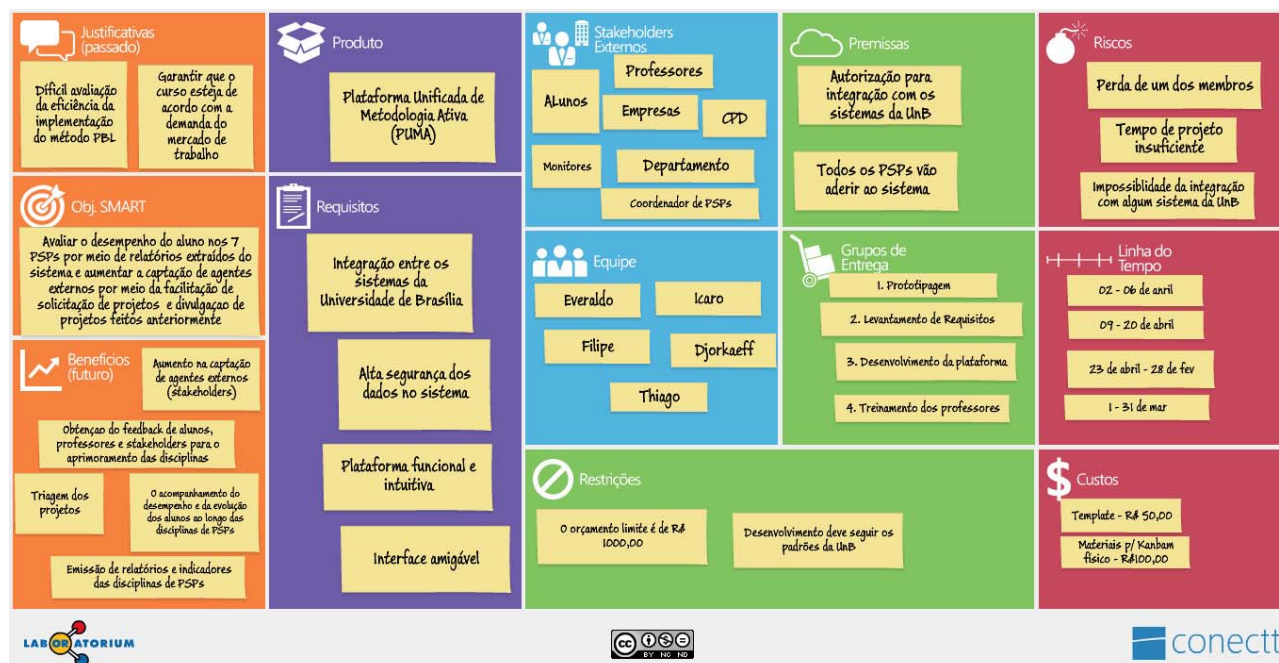 Justificativas
(passado)
Difícil avaliação
da eficiência da
implementação
do método PBL
Garantir que o
curso esteja de
acordo com a
demanda do
mercado de
trabalho
Produto
Plataforma Unificada de
Metodologia Ativa
(PUMA)
Stakeholders
Externos
Professores
ALunos
Empresas
CPD
Monitores
Departamento
Coordenador de PSPs
Premissas
Autorização para
integração com os
sistemas da UnB
Todos os PSPs vão
aderir ao sistema
Riscos
Perda de um dos membros
Tempo de projeto
insuficiente
Impossiblidade da integração
com algum sistema da UnB
Obj. SMART
Avaliar o desempenho do aluno nos 7
PSPs por meio de relatórios extraídos do
sistema e aumentar a captação de agentes
externos por meio da facilitação de
solicitação de projetos e divulgaçao de
projetos feitos anteriormente
Requisitos
Integração entre os
sistemas da
Universidade de Brasília
Alta segurança dos
dados no sistema
Plataforma funcional e
intuitiva
Interface amigável
Equipe
Everaldo
Icaro
Filipe
Djorkaeff
Thiago
Grupos de
Entrega
1. Prototipagem
2. Levantamento de Requisitos
3. Desenvolvimento da plataforma
4. Treinamento dos professores
Linha do
Tempo
02 - 06 de anril
09 - 20 de abril
23 de abril - 28 de fev
1 - 31 de mar
Benefícios
(futuro)
Aumento na captação
de agentes externos
(stakeholders)
Obtençao do feedback de alunos,
professores e stakeholders para o
aprimoramento das disciplinas
Triagem dos
projetos
O acompanhamento do
desempenho e da evolução
dos alunos ao longo das
disciplinas de PSPs
Emissão de relatórios e indicadores
das disciplinas de PSPs
Restrições
O orçamento limite é de R$
1000,00
Desenvolvimento deve seguir os
padrões da UnB
$ Custos
Template - R$ 50,00
Materiais p/ Kanbam
físico - R$100,00
LABORATORIUM
cc BY NC ND
conectt